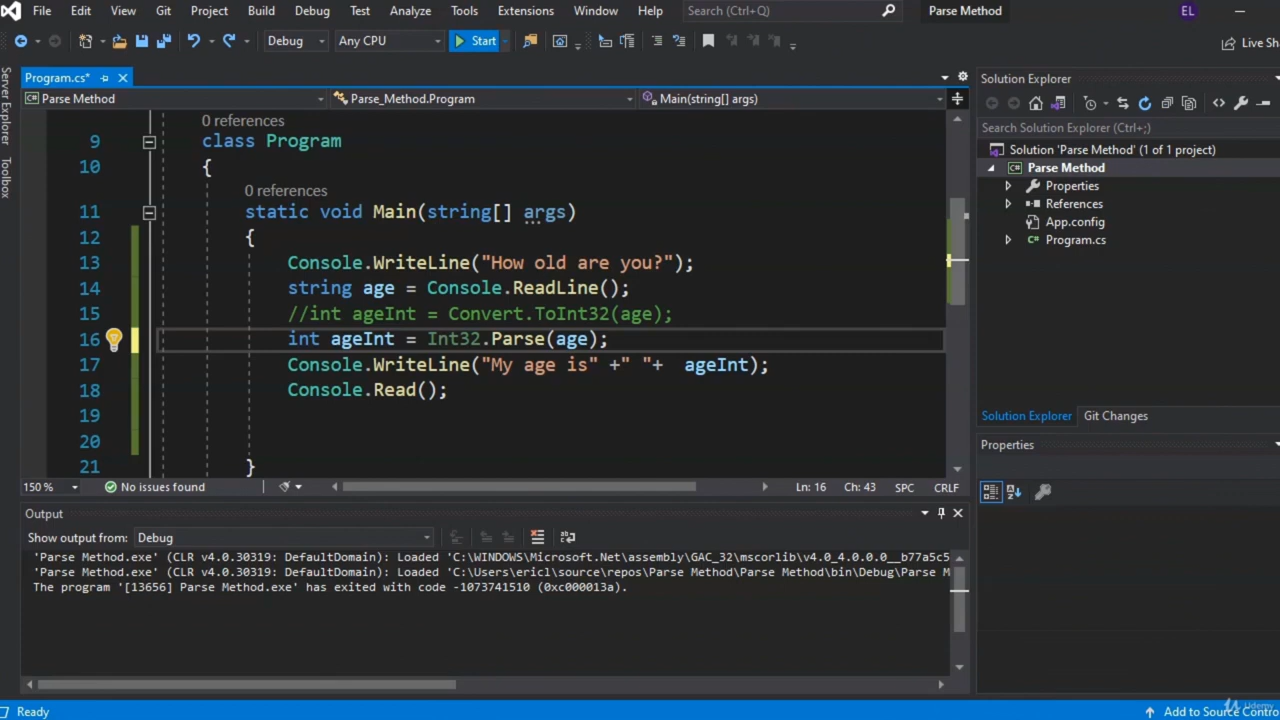 File Edit View Git Project Build Debug Test Analyze Tools Extensions Window Help Search (Ctrl+Q) Parse Method EL
Debug Any CPU Start Live Sh
Server Explorer
Toolbox
Program.cs*
Parse Method Parse_Method.Program Main(string[] args)
0 references
9 class Program
10 {
0 references
11 static void Main(string[] args)
12 {
13 Console.WriteLine("How old are you?");
14 string age = Console.ReadLine();
15 //int ageInt = Convert.ToInt32(age);
16 int ageInt = Int32.Parse(age);
17 Console.WriteLine("My age is" +" "+ ageInt);
18 Console.Read();
19
20
21 }
150 % No issues found Ln: 16 Ch: 43 SPC CRLF
Solution Explorer
Search Solution Explorer (Ctrl+;)
Solution 'Parse Method' (1 of 1 project)
C# Parse Method
Properties
References
App.config
C# Program.cs
Solution Explorer Git Changes
Properties
Output
Show output from: Debug
'Parse Method.exe' (CLR v4.0.30319: DefaultDomain): Loaded 'C:\WINDOWS\Microsoft.Net\assembly\GAC_32\mscorlib\v4.0_4.0.0.0__b77a5c5
'Parse Method.exe' (CLR v4.0.30319: DefaultDomain): Loaded 'C:\Users\ericl\source\repos\Parse Method\Parse Method\bin\Debug\Parse M
The program '[13656] Parse Method.exe' has exited with code -1073741510 (0xc000013a).
Ready Add to Source Contro
Udemy